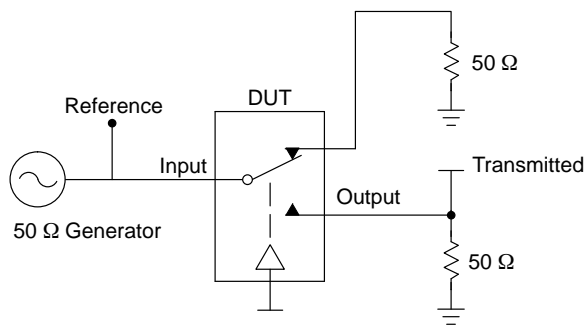 50 Ω
DUT
Reference
Input
Transmitted
Output
50 Ω Generator
50 Ω